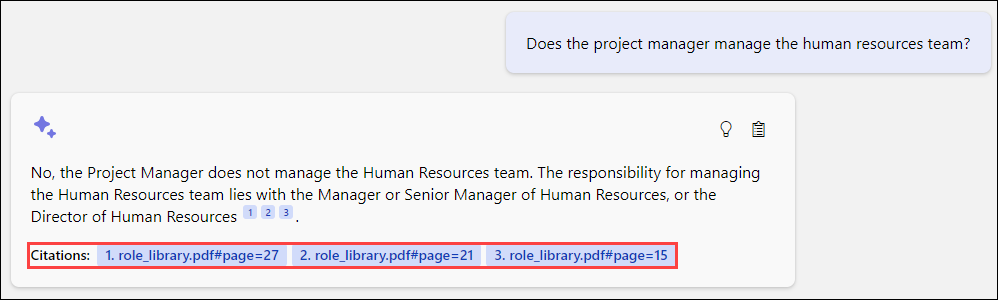 Does the project manager manage the human resources team?
No, the Project Manager does not manage the Human Resources team. The responsibility for managing
the Human Resources team lies with the Manager or Senior Manager of Human Resources, or the
Director of Human Resources 1 2 3 .
Citations: 1. role_library.pdf#page=27 2. role_library.pdf#page=21 3. role_library.pdf#page=15